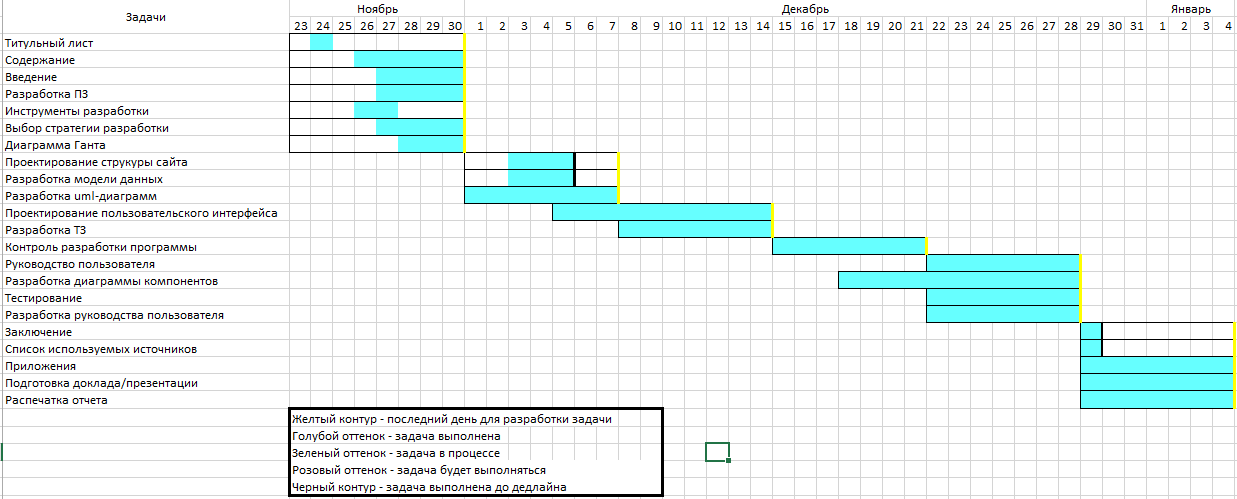 Задачи
Ноябрь Декабрь Январь
23 24 25 26 27 28 29 30 1 2 3 4 5 6 7 8 9 10 11 12 13 14 15 16 17 18 19 20 21 22 23 24 25 26 27 28 29 30 31 1 2 3 4
Титульный лист
Содержание
Введение
Разработка ПЗ
Инструменты разработки
Выбор стратегии разработки
Диаграмма Ганта
Проектирование струкуры сайта
Разработка модели данных
Разработка uml-диаграмм
Проектирование пользовательского интерфейса
Разработка ТЗ
Контроль разработки программы
Руководство пользователя
Разработка диаграммы компонентов
Тестирование
Разработка руководства пользователя
Заключение
Список используемых источников
Приложения
Подготовка доклада/презентации
Распечатка отчета
Желтый контур - последний день для разработки задачи
Голубой оттенок - задача выполнена
Зеленый оттенок - задача в процессе
Розовый оттенок - задача будет выполняться
Черный контур - задача выполнена до дедлайна